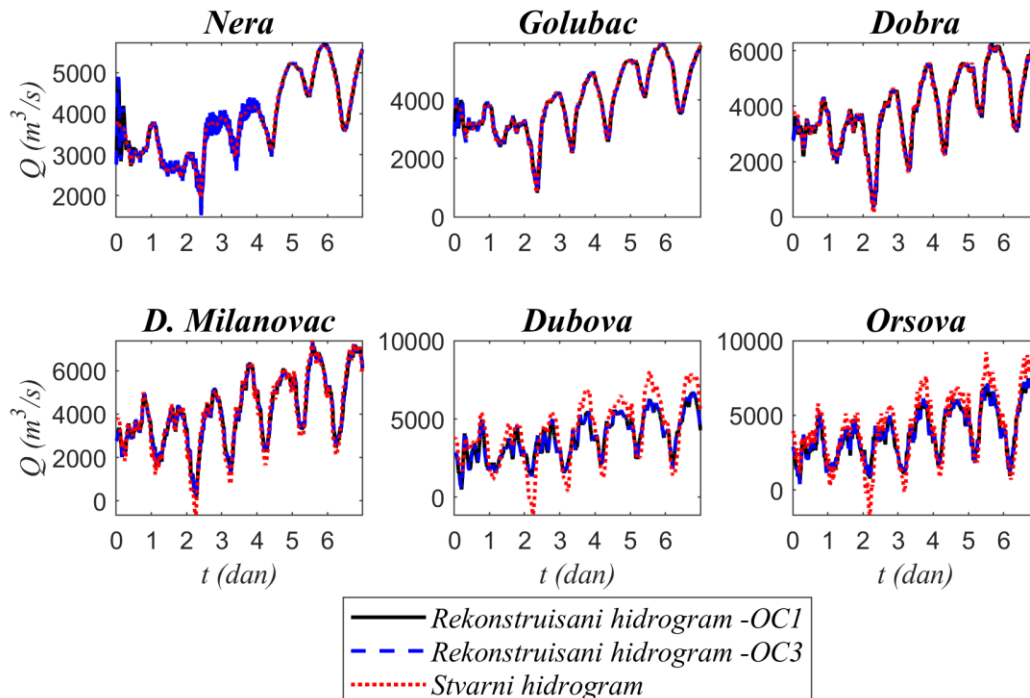 Nera Golubac Dobra
Q (m³/s)
5000
4000
3000
2000
0 1 2 3 4 5 6
6000
4000
2000
0
0 1 2 3 4 5 6
6000
4000
2000
0
0 1 2 3 4 5 6
D. Milanovac Dubova Orsova
Q (m³/s)
6000
4000
2000
0
0 1 2 3 4 5 6
t (dan)
10000
5000
0
0 1 2 3 4 5 6
t (dan)
10000
5000
0
0 1 2 3 4 5 6
t (dan)
Rekonstruisani hidrogram -OC1
Rekonstruisani hidrogram -OC3
Stvarni hidrogram